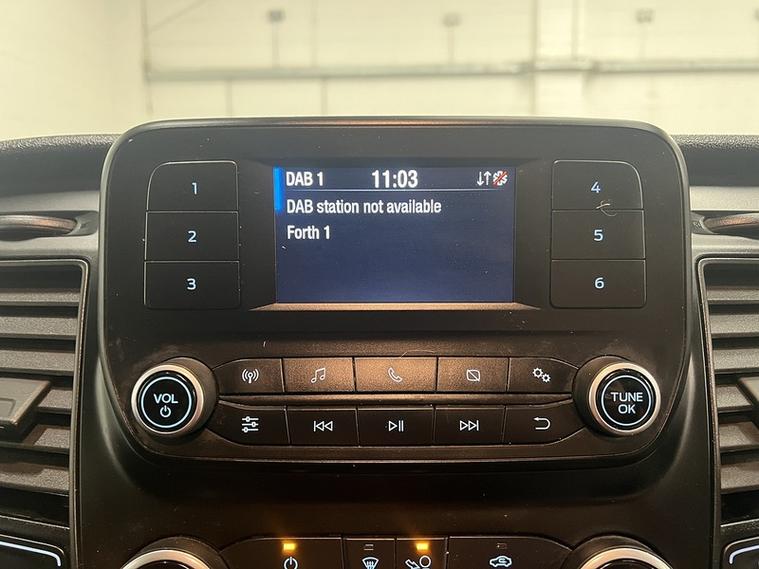 DAB 1 11:03
DAB station not available
Forth 1
1
2
3
4
5
6
VOL
TUNE
OK